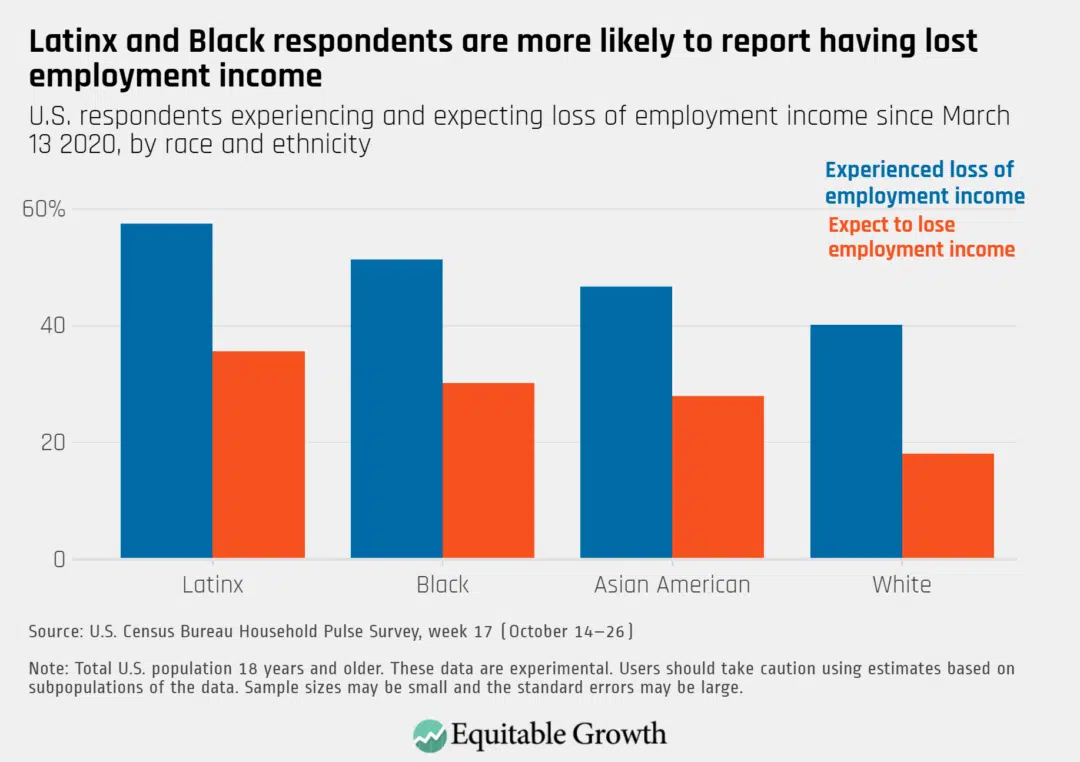 Latinx and Black respondents are more likely to report having lost
employment income
U.S. respondents experiencing and expecting loss of employment income since March
13 2020, by race and ethnicity
Experienced loss of
employment income
Expect to lose
employment income
60%
40
20
0
Latinx
Black
Asian American
White
Source: U.S. Census Bureau Household Pulse Survey, week 17 (October 14–26)
Note: Total U.S. population 18 years and older. These data are experimental. Users should take caution using estimates based on
subpopulations of the data. Sample sizes may be small and the standard errors may be large.
Equitable Growth